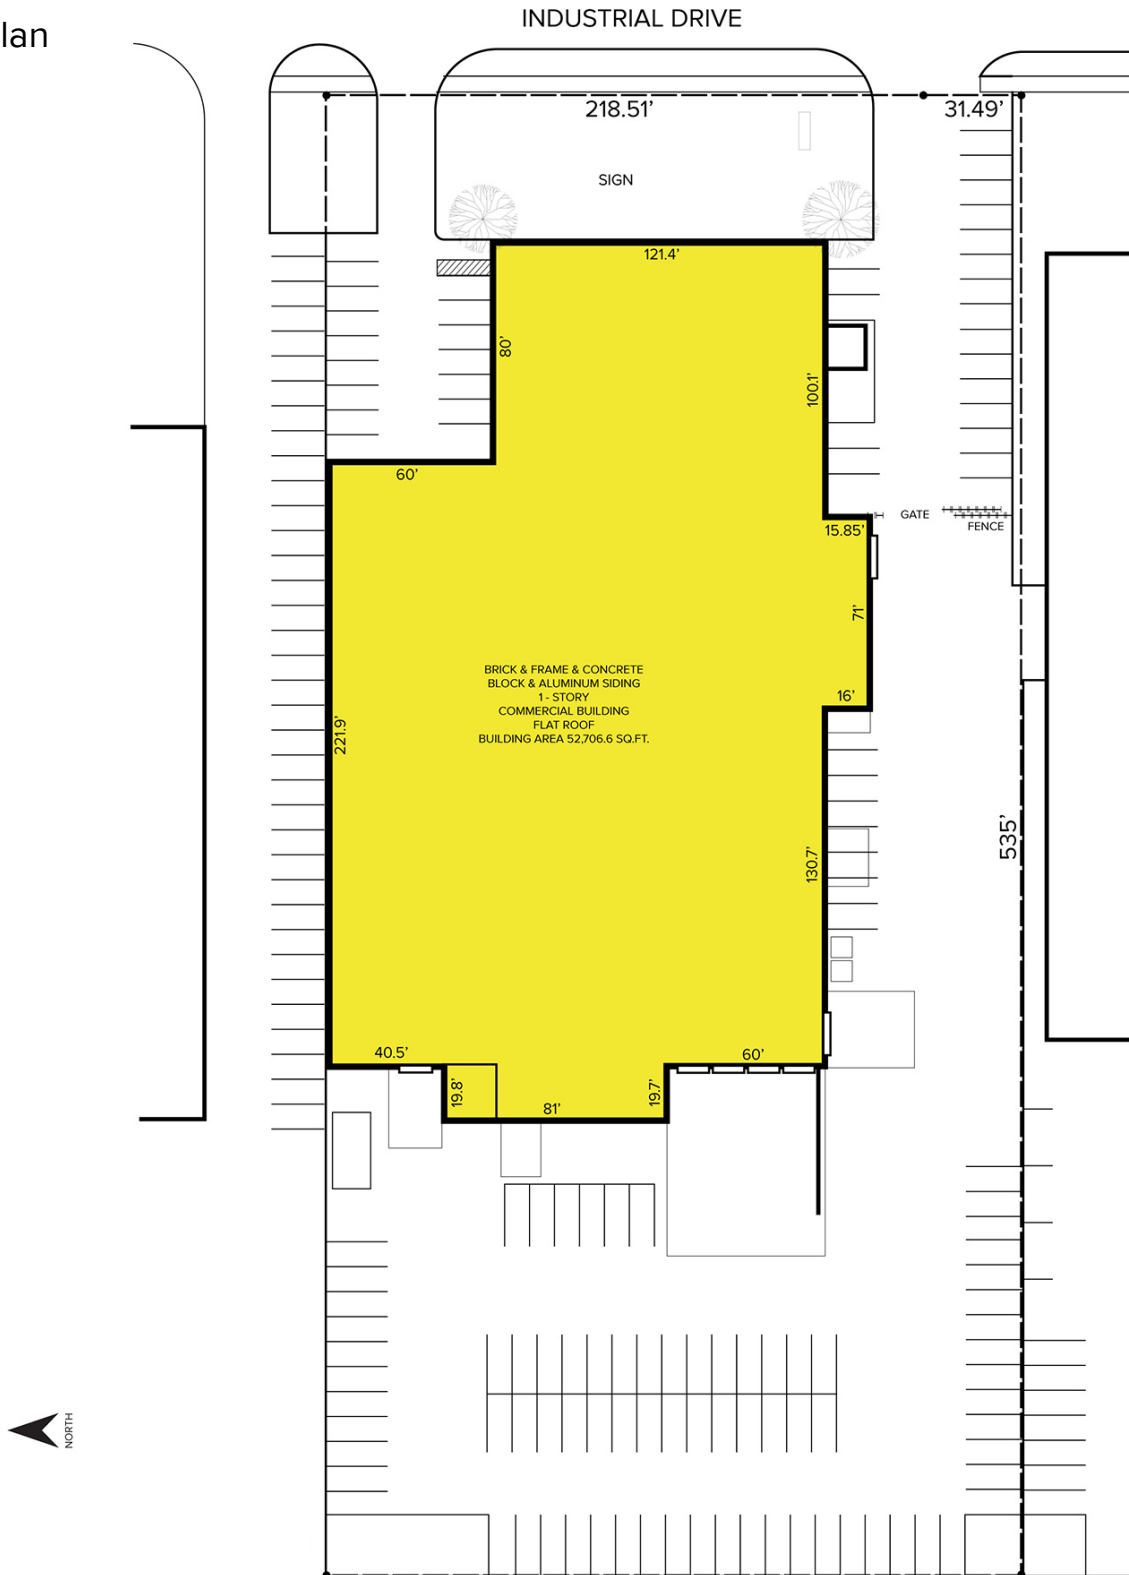 lan
INDUSTRIAL DRIVE
218.51’
31.49’
SIGN
121.4’
80’
100.1’
60’
GATE
FENCE
15.85’
71’
BRICK & FRAME & CONCRETE
BLOCK & ALUMINUM SIDING
1 - STORY
COMMERCIAL BUILDING
FLAT ROOF
BUILDING AREA 52,706.6 SQ.FT.
16’
221.9’
535’
130.7’
40.5’
60’
19.8’
81’
19.7’
NORTH